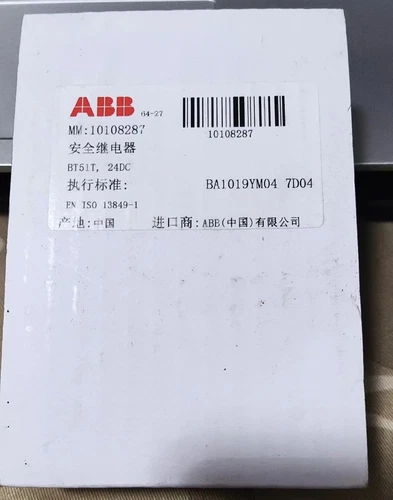 ABB 64-27
MM:10108287
10108287
安全继电器
BT51T, 24DC
执行标准: BA1019YM04 7D04
EN ISO 13849-1
产地:中国 进口商:ABB(中国)有限公司